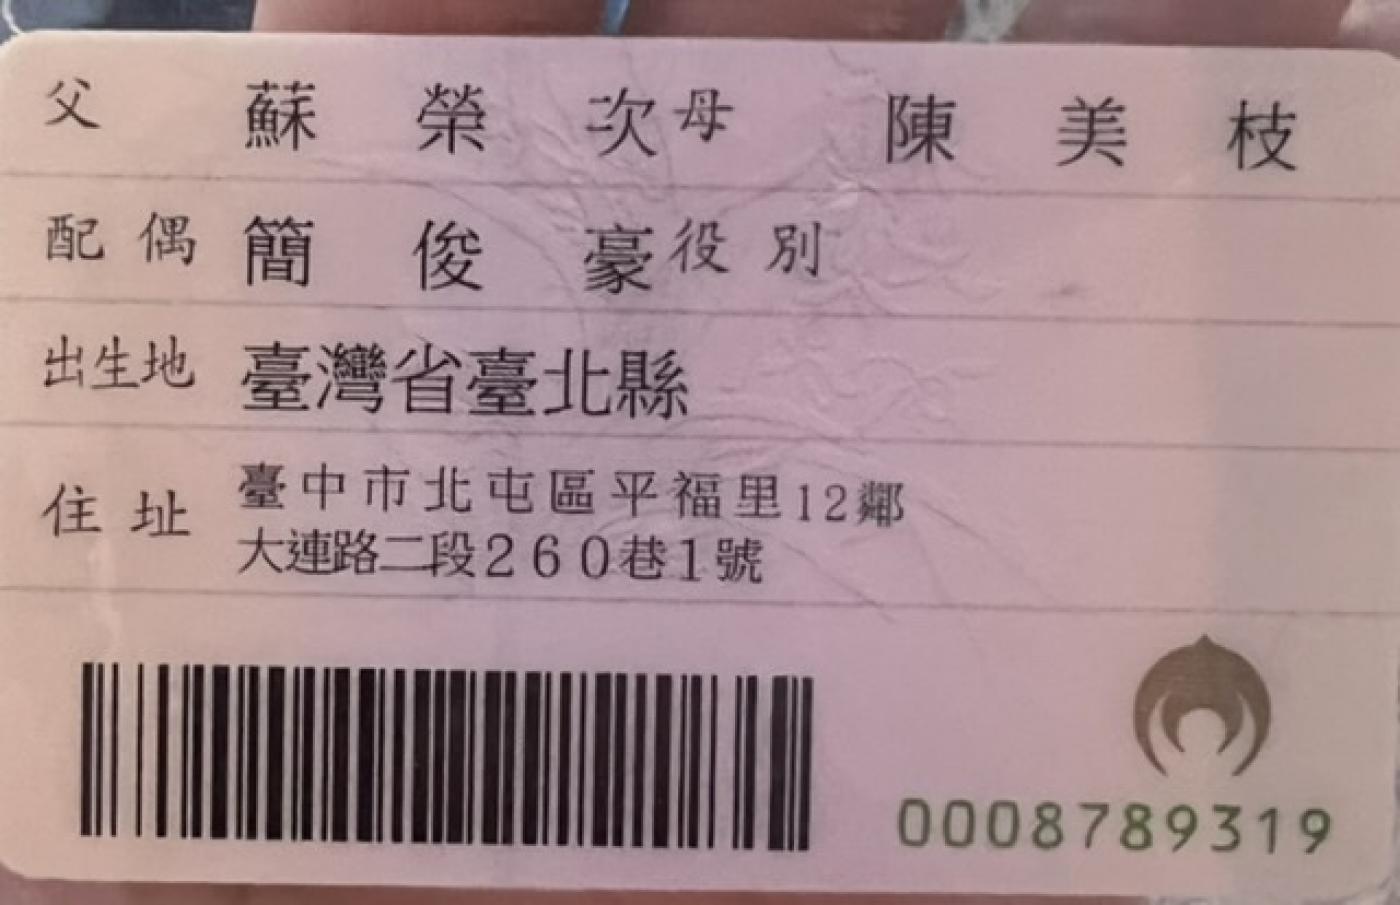 父 蘇榮次 母 陳美枝
配偶 簡俊豪 役別
出生地 臺灣省臺北縣
住址 臺中市北屯區平福里12鄰
大連路二段260巷1號
0008789319